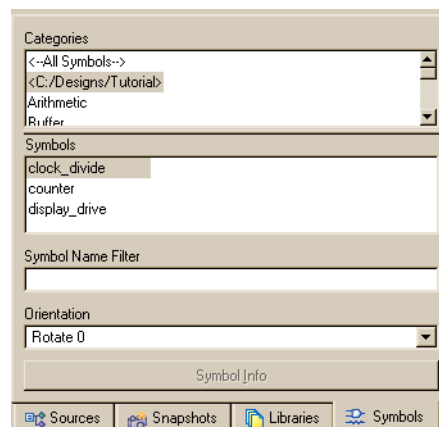 Categories
<--All Symbols-->
<C:/Designs/Tutorial>
Arithmetic
Buffer
Symbols
clock_divide
counter
display_drive
Symbol Name Filter
Orientation
Rotate 0
Symbol Info
Sources Snapshots Libraries Symbols